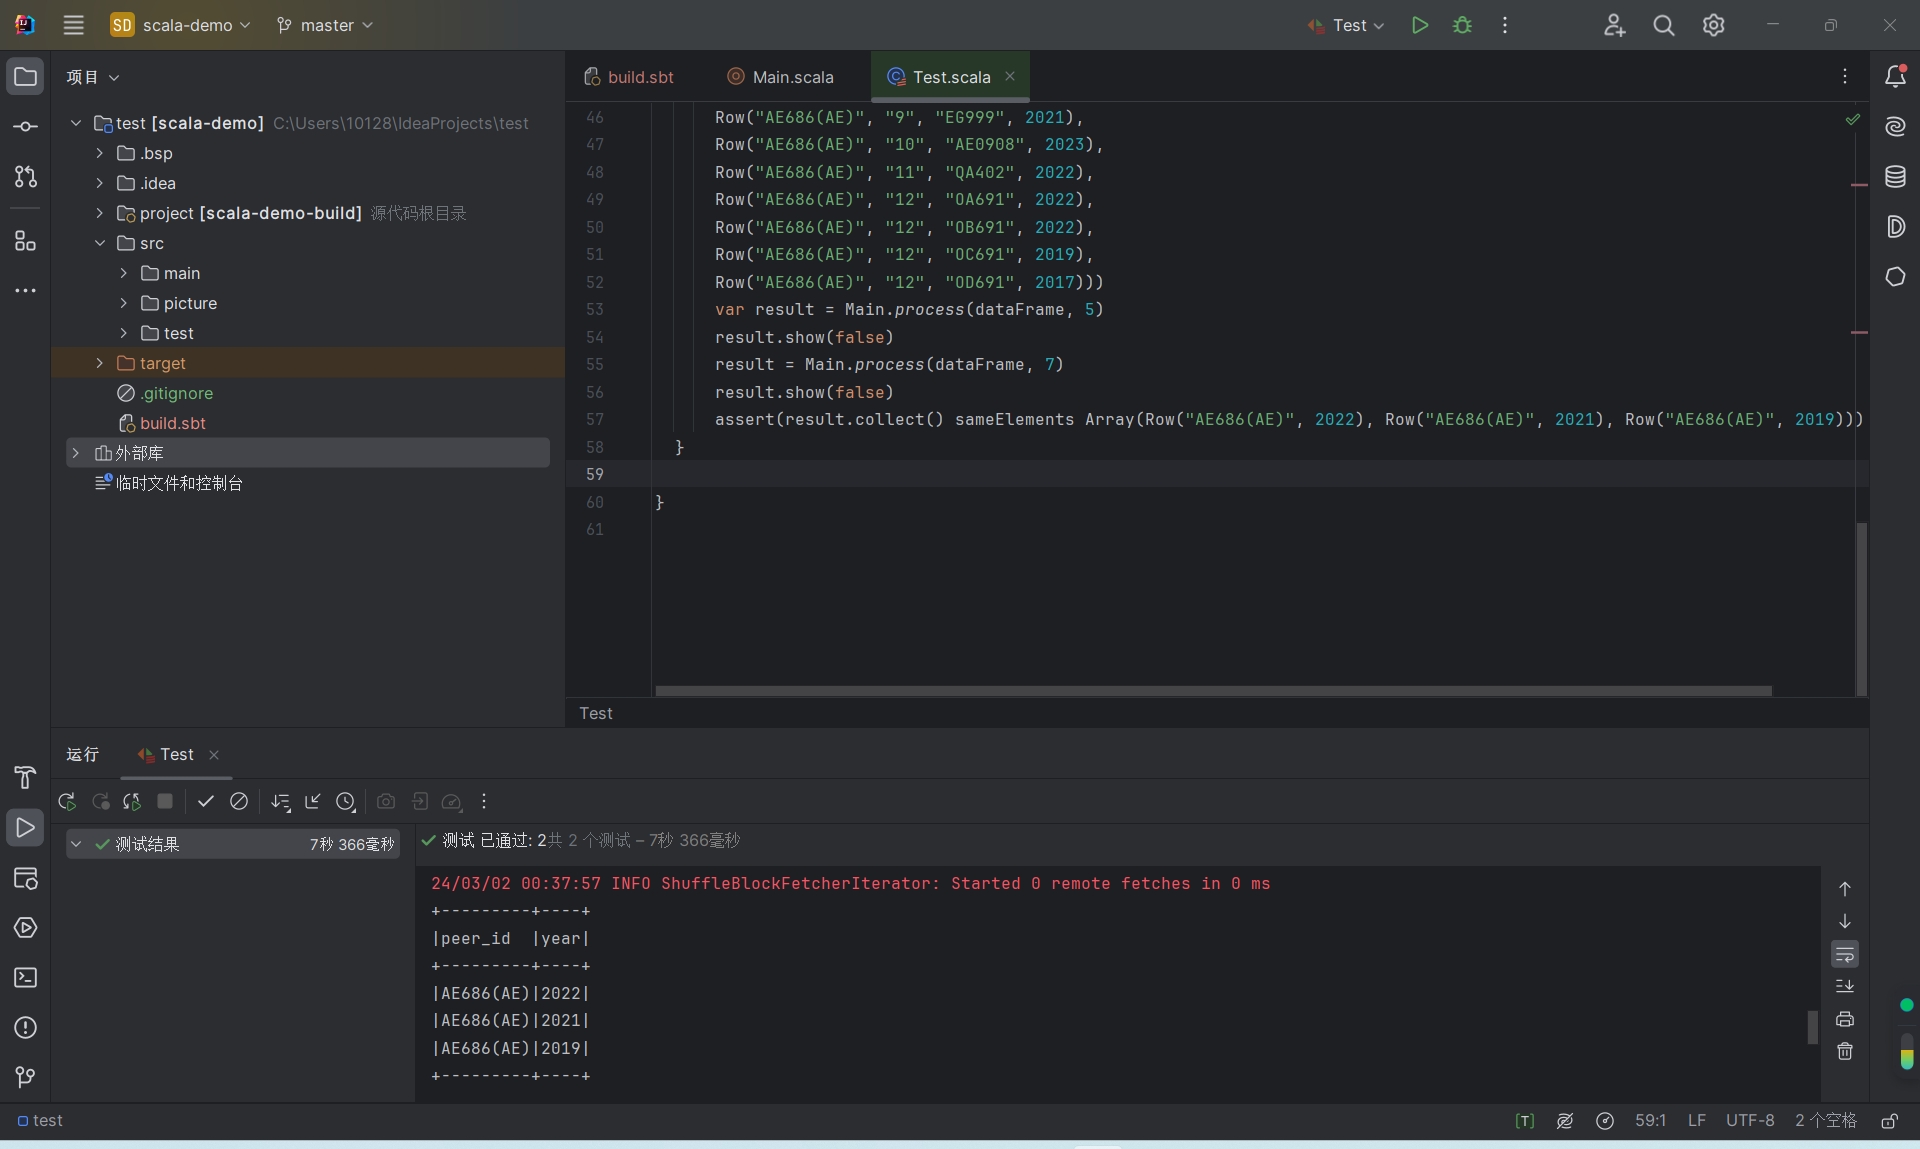 SD scala-demo master Test
项目
build.sbt Main.scala Test.scala
test [scala-demo] C:\Users\10128\IdeaProjects\test
.bsp
.idea
project [scala-demo-build] 源代码根目录
src
main
picture
test
target
.gitignore
build.sbt
外部库
临时文件和控制台
46 Row("AE686(AE)", "9", "EG999", 2021),
47 Row("AE686(AE)", "10", "AE0908", 2023),
48 Row("AE686(AE)", "11", "QA402", 2022),
49 Row("AE686(AE)", "12", "OA691", 2022),
50 Row("AE686(AE)", "12", "OB691", 2022),
51 Row("AE686(AE)", "12", "OC691", 2019),
52 Row("AE686(AE)", "12", "OD691", 2017)))
53 var result = Main.process(dataFrame, 5)
54 result.show(false)
55 result = Main.process(dataFrame, 7)
56 result.show(false)
57 assert(result.collect() sameElements Array(Row("AE686(AE)", 2022), Row("AE686(AE)", 2021), Row("AE686(AE)", 2019)))
58 }
59
60 }
61
Test
运行 Test
测试结果 7秒 366毫秒
测试 已通过: 2共 2 个测试 – 7秒 366毫秒
24/03/02 00:37:57 INFO ShuffleBlockFetcherIterator: Started 0 remote fetches in 0 ms
+---------+----+
|peer_id  |year|
+---------+----+
|AE686(AE)|2022|
|AE686(AE)|2021|
|AE686(AE)|2019|
+---------+----+
test [T] 59:1 LF UTF-8 2 个空格